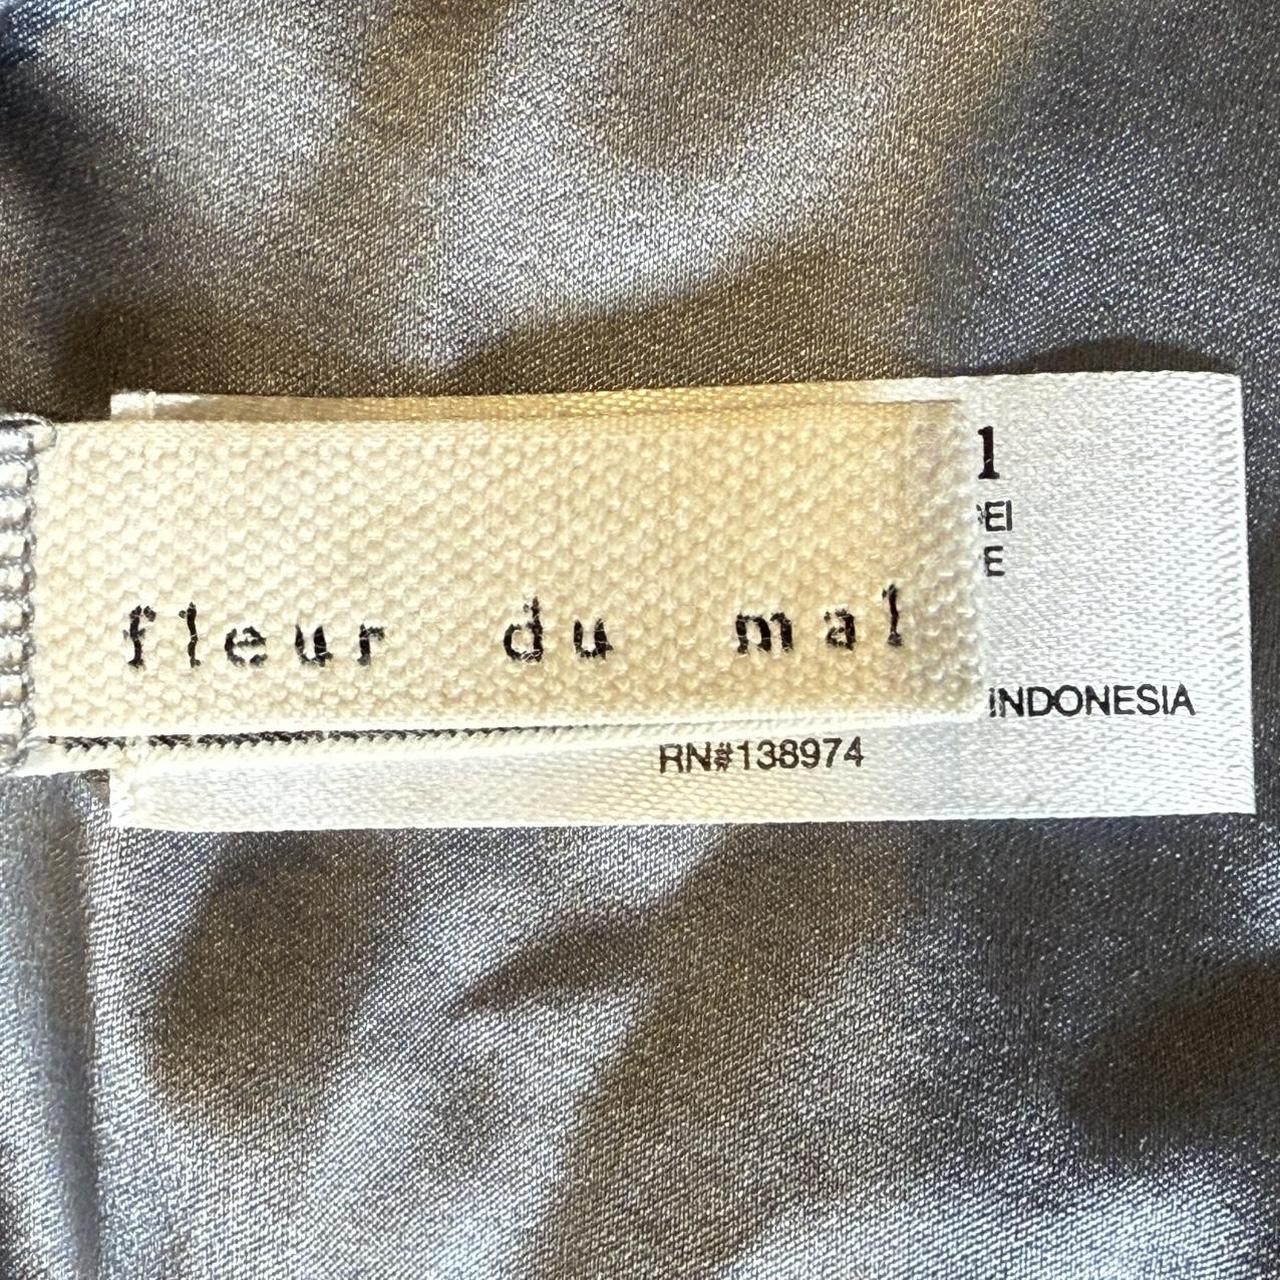 fleur du mal
INDONESIA
RN#138974